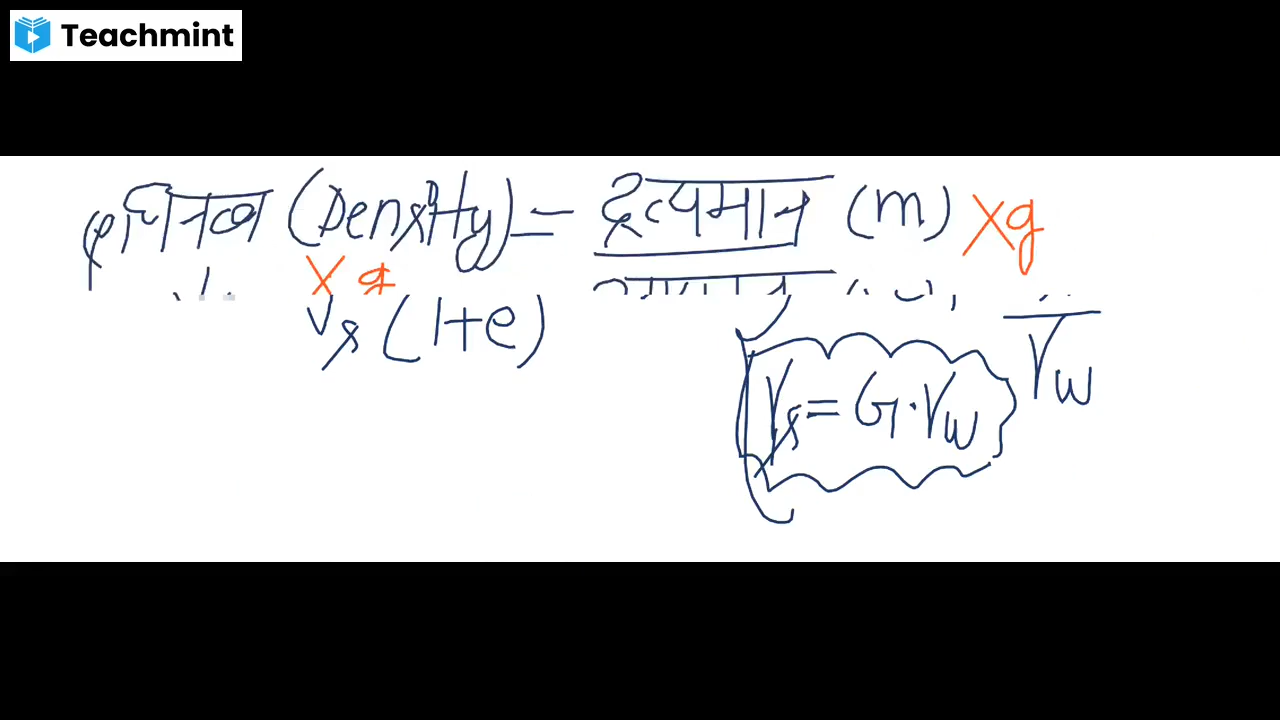 Teachmint
घनत्व (Density) = द्रव्यमान (m) Xg
X g
Vs (1+e)
γw
γs = G·γw